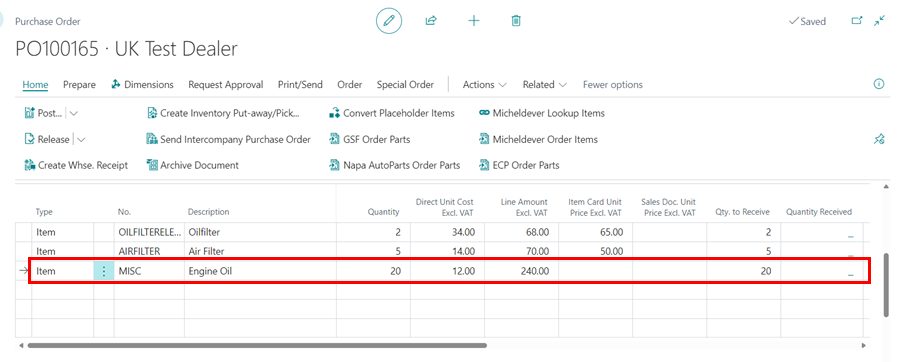 Purchase Order
Saved
PO100165 · UK Test Dealer
Home Prepare Dimensions Request Approval Print/Send Order Special Order Actions Related Fewer options
Post... Create Inventory Put-away/Pick... Convert Placeholder Items Micheldever Lookup Items
Release Send Intercompany Purchase Order GSF Order Parts Micheldever Order Items
Create Whse. Receipt Archive Document Napa AutoParts Order Parts ECP Order Parts
Type No. Description Quantity Direct Unit Cost Excl. VAT Line Amount Excl. VAT Item Card Unit Price Excl. VAT Sales Doc. Unit Price Excl. VAT Qty. to Receive Quantity Received
Item OILFILTERELE... Oilfilter 2 34.00 68.00 65.00 2 _
Item AIRFILTER Air Filter 5 14.00 70.00 50.00 5 _
Item MISC Engine Oil 20 12.00 240.00 20 _